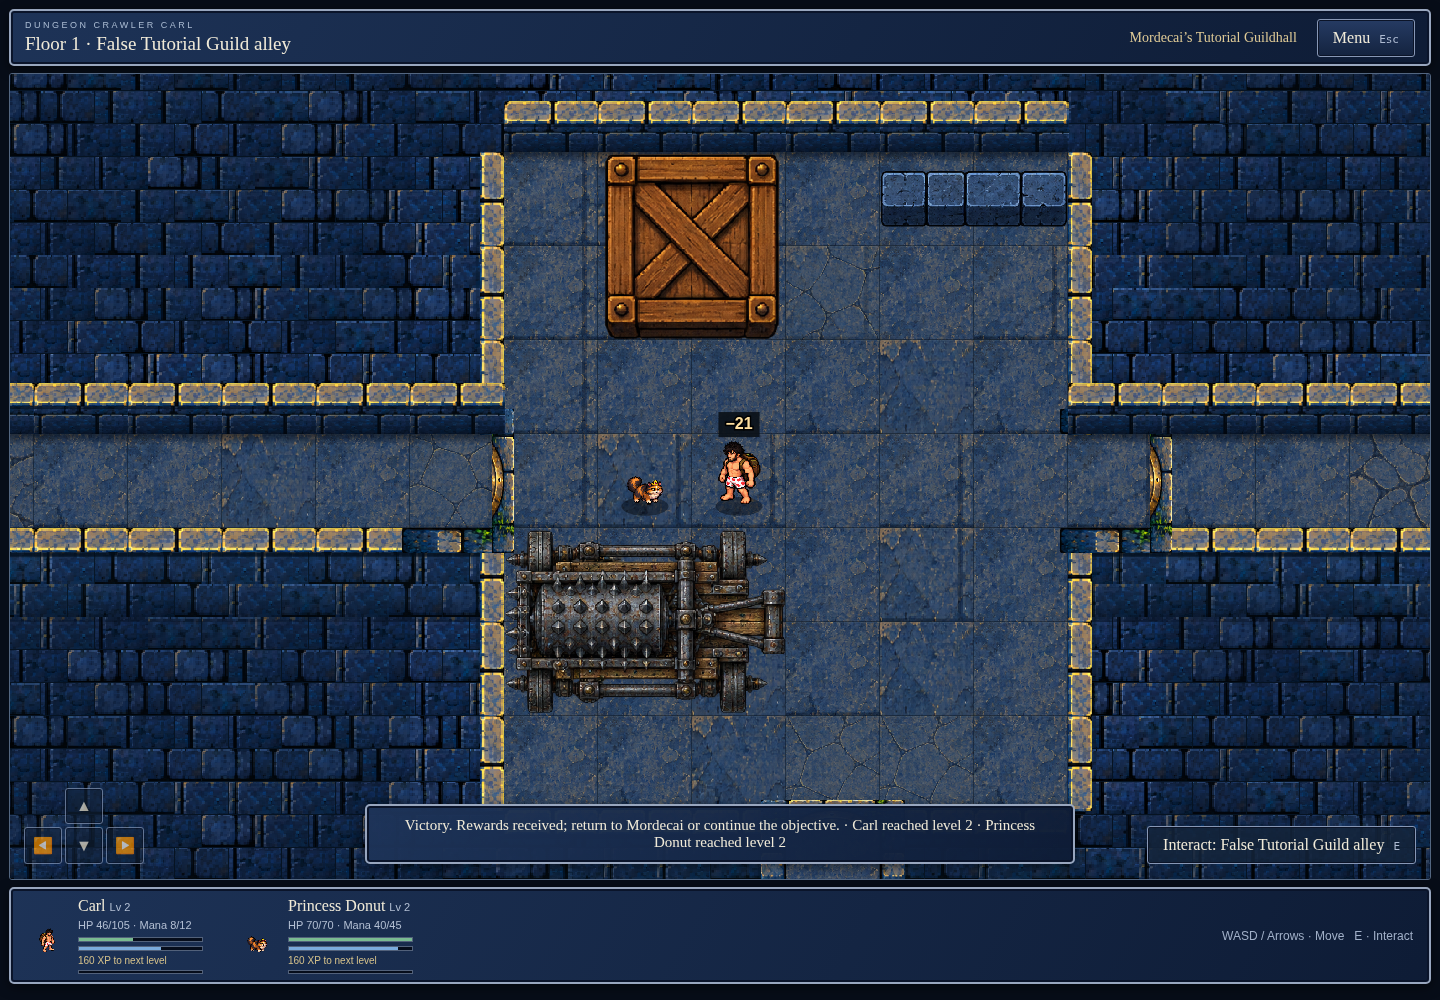 DUNGEON CRAWLER CARL
Floor 1 · False Tutorial Guild alley
Mordecai’s Tutorial Guildhall
Menu Esc
−21
Victory. Rewards received; return to Mordecai or continue the objective. · Carl reached level 2 · Princess
Donut reached level 2
Interact: False Tutorial Guild alley E
Carl Lv 2
HP 46/105 · Mana 8/12
160 XP to next level
Princess Donut Lv 2
HP 70/70 · Mana 40/45
160 XP to next level
WASD / Arrows · Move E · Interact